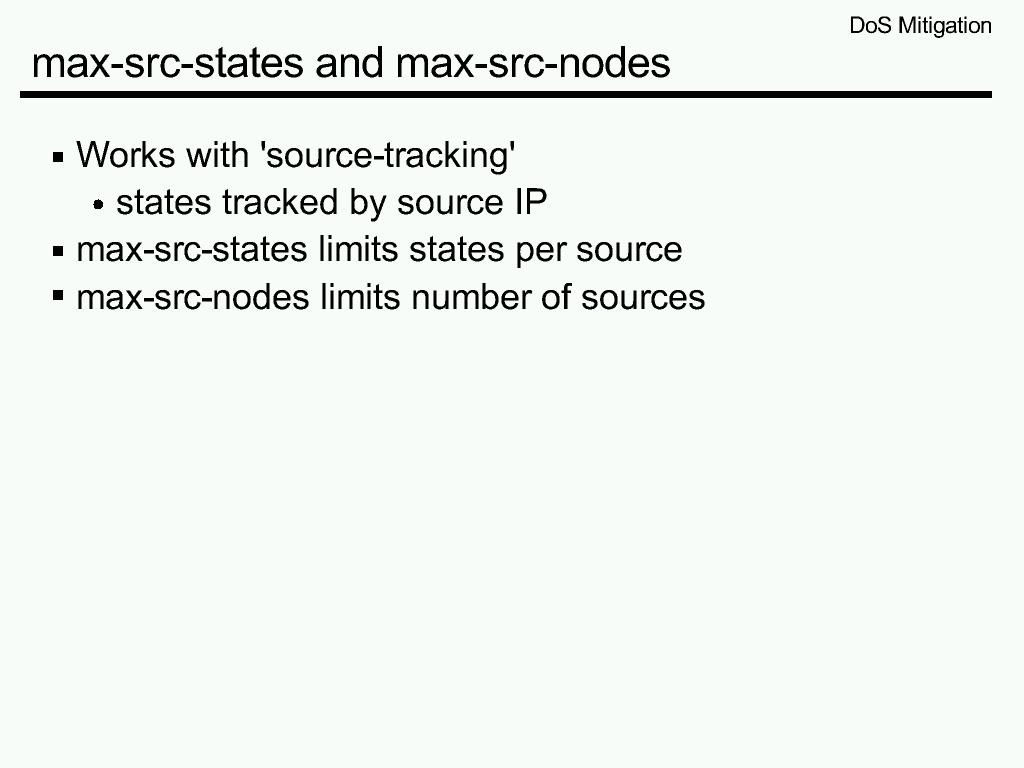 DoS Mitigation
max-src-states and max-src-nodes
Works with 'source-tracking'
states tracked by source IP
max-src-states limits states per source
max-src-nodes limits number of sources